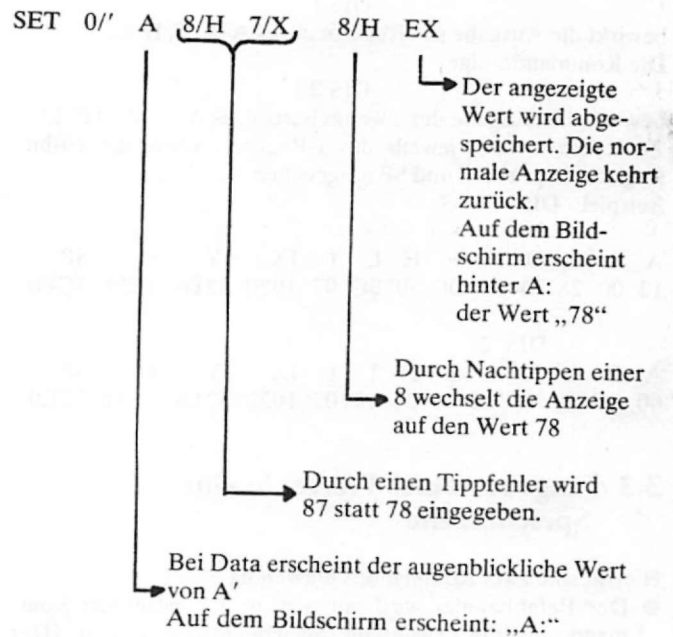 SET 0/' A 8/H 7/X 8/H EX
Der angezeigte
Wert wird abge-
speichert. Die nor-
male Anzeige kehrt
zurück.
Auf dem Bild-
schirm erscheint
hinter A:
der Wert „78“
Durch Nachtippen einer
8 wechselt die Anzeige
auf den Wert 78
Durch einen Tippfehler wird
87 statt 78 eingegeben.
Bei Data erscheint der augenblickliche Wert
von A'
Auf dem Bildschirm erscheint: „A:“